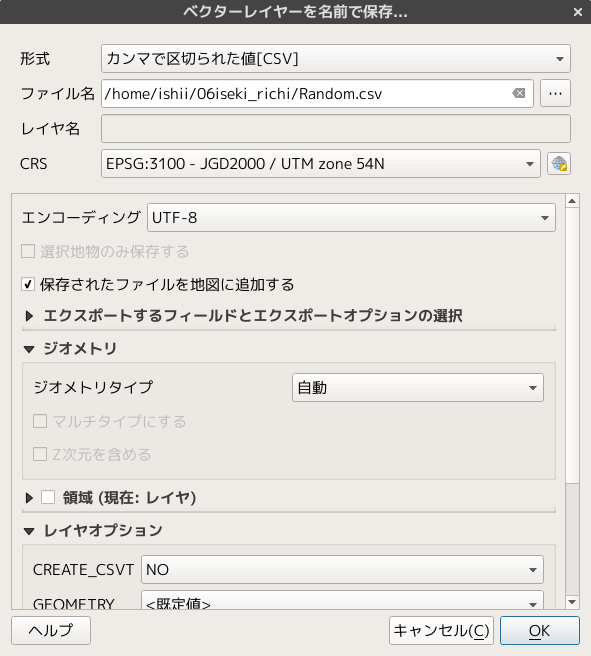 ベクターレイヤーを名前で保存...
形式 カンマで区切られた値[CSV]
ファイル名 /home/ishii/06iseki_richi/Random.csv ...
レイヤ名
CRS EPSG:3100 - JGD2000 / UTM zone 54N
エンコーディング UTF-8
選択地物のみ保存する
保存されたファイルを地図に追加する
エクスポートするフィールドとエクスポートオプションの選択
ジオメトリ
ジオメトリタイプ 自動
マルチタイプにする
Z次元を含める
領域 (現在: レイヤ)
レイヤオプション
CREATE_CSVT NO
GEOMETRY <既定値>
ヘルプ キャンセル(C) OK